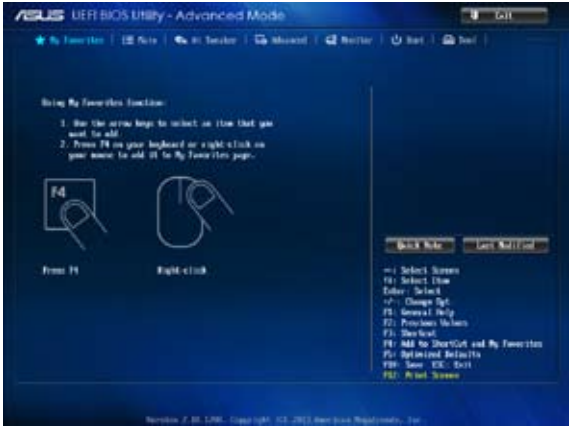 ASUS UEFI BIOS Utility - Advanced Mode
Exit
My Favorites Main Ai Tweaker Advanced Monitor Boot Tool
Using My Favorites function:
1. Use the arrow keys to select an item that you
want to add
2. Press F4 on your keyboard or right-click on
your mouse to add it to My Favorites page.
F4
Press F4 Right-click
Quick Note Last Modified
Select Screen
Select Item
Enter: Select
+/-: Change Opt.
F1: General Help
F2: Previous Values
F3: Shortcut
F4: Add to ShortCut and My Favorites
F5: Optimized Defaults
F10: Save ESC: Exit
F12: Print Screen
Copyright (C) 2013 American Megatrends, Inc.